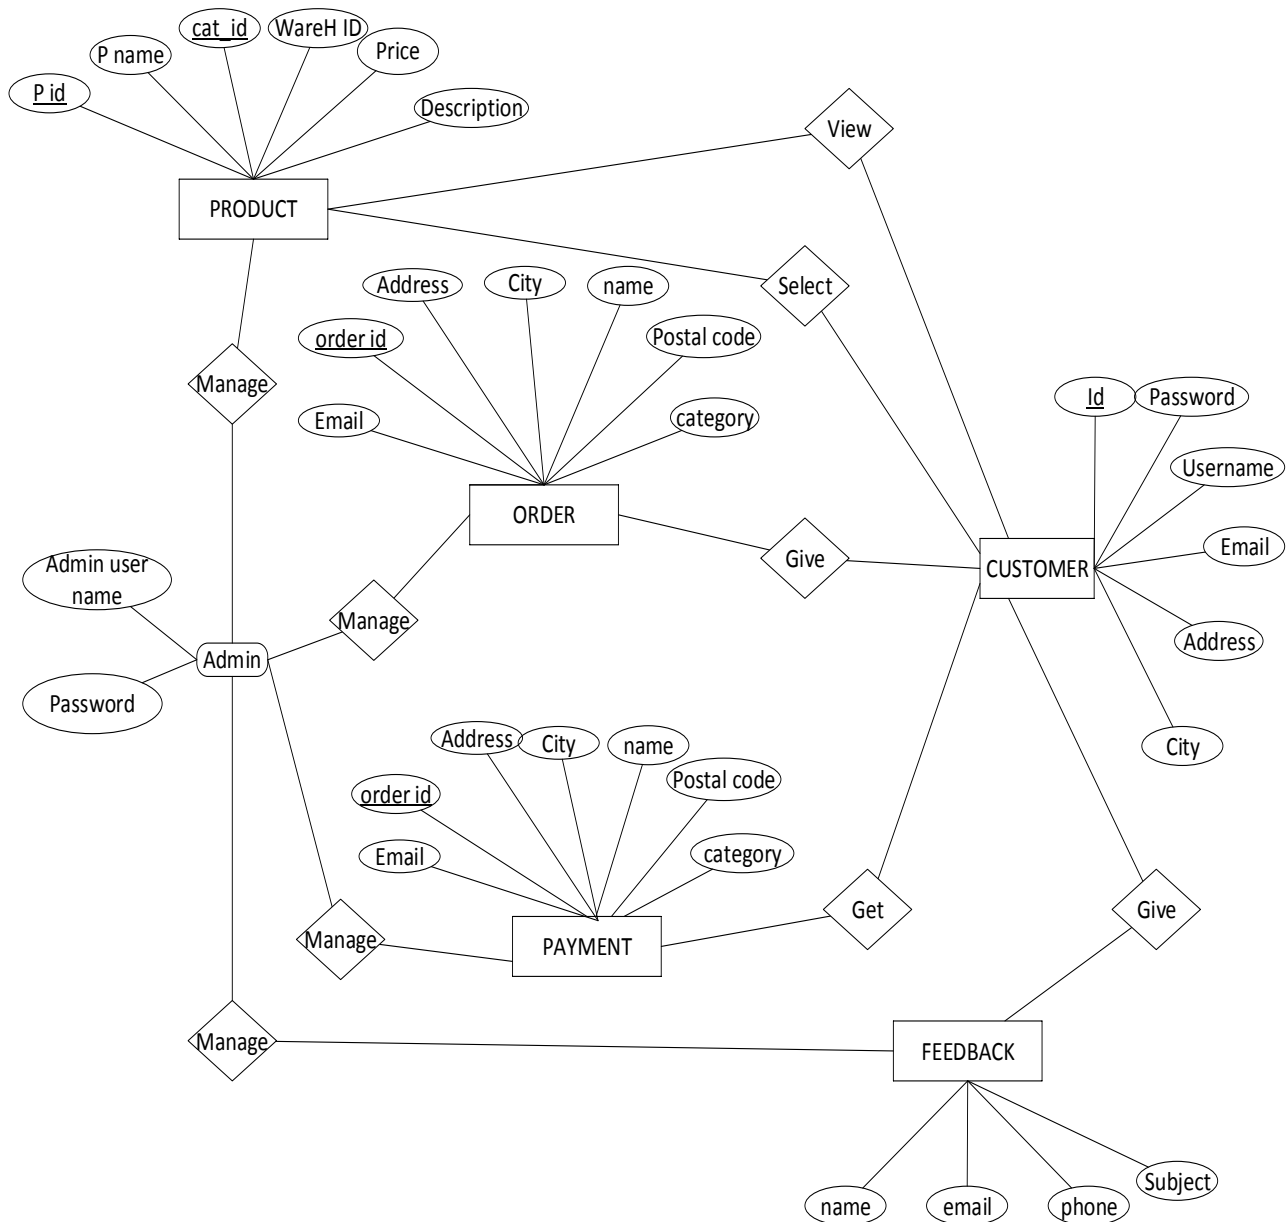 cat_id
WareH ID
P name
Price
P id
Description
View
PRODUCT
Address
City
name
Select
order id
Postal code
Manage
Id
Password
Email
category
Username
ORDER
Email
Give
CUSTOMER
Admin user
name
Manage
Address
Admin
Password
Address
City
name
City
order id
Postal code
Email
category
Get
Give
Manage
PAYMENT
Manage
FEEDBACK
Subject
name
email
phone